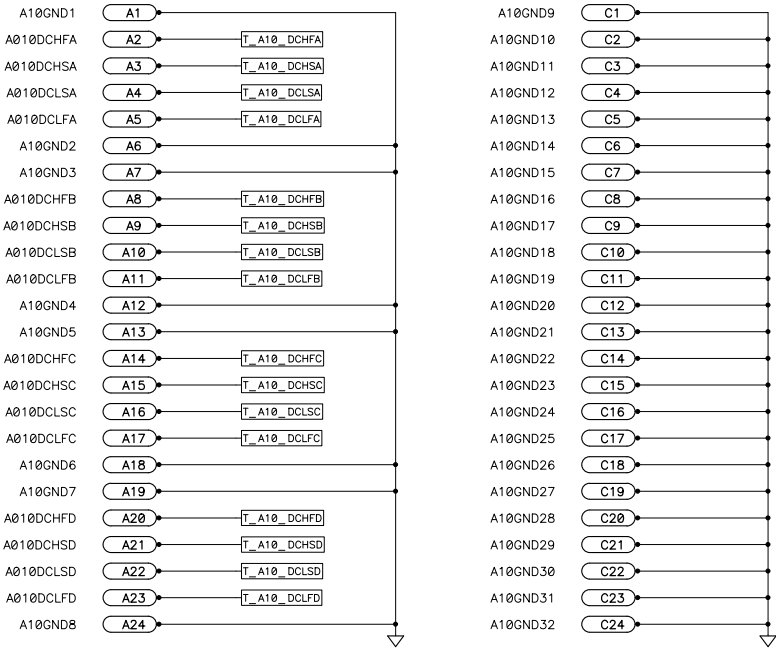 A10GND1 A1
A010DCHFA A2 T_A10_DCHFA
A010DCHSA A3 T_A10_DCHSA
A010DCLSA A4 T_A10_DCLSA
A010DCLFA A5 T_A10_DCLFA
A10GND2 A6
A10GND3 A7
A010DCHFB A8 T_A10_DCHFB
A010DCHSB A9 T_A10_DCHSB
A010DCLSB A10 T_A10_DCLSB
A010DCLFB A11 T_A10_DCLFB
A10GND4 A12
A10GND5 A13
A010DCHFC A14 T_A10_DCHFC
A010DCHSC A15 T_A10_DCHSC
A010DCLSC A16 T_A10_DCLSC
A010DCLFC A17 T_A10_DCLFC
A10GND6 A18
A10GND7 A19
A010DCHFD A20 T_A10_DCHFD
A010DCHSD A21 T_A10_DCHSD
A010DCLSD A22 T_A10_DCLSD
A010DCLFD A23 T_A10_DCLFD
A10GND8 A24
A10GND9 C1
A10GND10 C2
A10GND11 C3
A10GND12 C4
A10GND13 C5
A10GND14 C6
A10GND15 C7
A10GND16 C8
A10GND17 C9
A10GND18 C10
A10GND19 C11
A10GND20 C12
A10GND21 C13
A10GND22 C14
A10GND23 C15
A10GND24 C16
A10GND25 C17
A10GND26 C18
A10GND27 C19
A10GND28 C20
A10GND29 C21
A10GND30 C22
A10GND31 C23
A10GND32 C24